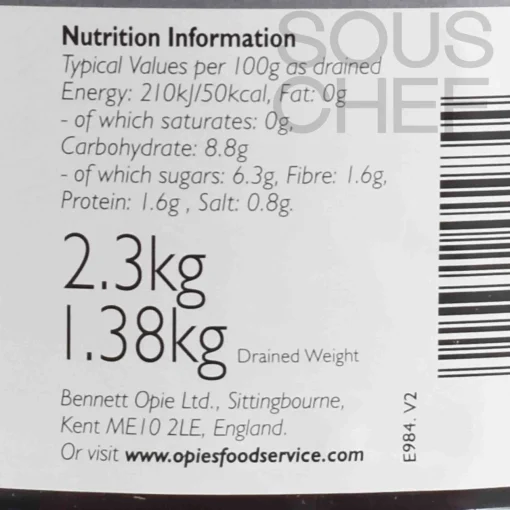 SOUS
CHEF
Nutrition Information
Typical Values per 100g as drained
Energy: 210kJ/50kcal, Fat: 0g
- of which saturates: 0g,
Carbohydrate: 8.8g
- of which sugars: 6.3g, Fibre: 1.6g,
Protein: 1.6g , Salt: 0.8g.
2.3kg
1.38kg Drained Weight
Bennett Opie Ltd., Sittingbourne,
Kent ME10 2LE, England.
Or visit www.opiesfoodservice.com
E984. V2